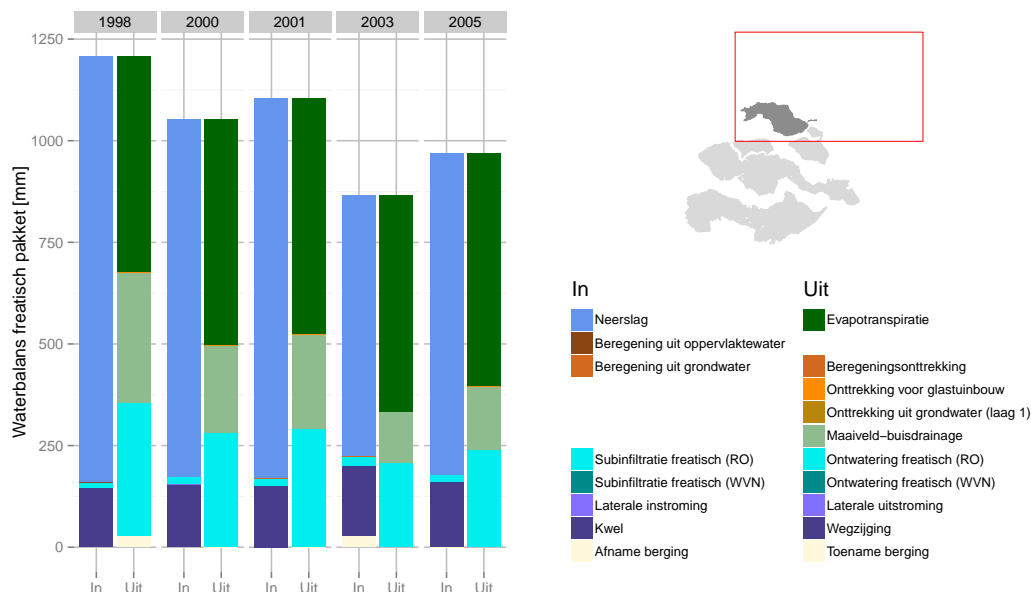 1998 2000 2001 2003 2005
Waterbalans freatisch pakket [mm]
1250
1000
750
500
250
0
In Uit In Uit In Uit In Uit In Uit
In
Neerslag
Beregening uit oppervlaktewater
Beregening uit grondwater
Subinfiltratie freatisch (RO)
Subinfiltratie freatisch (WVN)
Laterale instroming
Kwel
Afname berging
Uit
Evapotranspiratie
Beregeningsonttrekking
Onttrekking voor glastuinbouw
Onttrekking uit grondwater (laag 1)
Maaiveld−buisdrainage
Ontwatering freatisch (RO)
Ontwatering freatisch (WVN)
Laterale uitstroming
Wegzijging
Toename berging